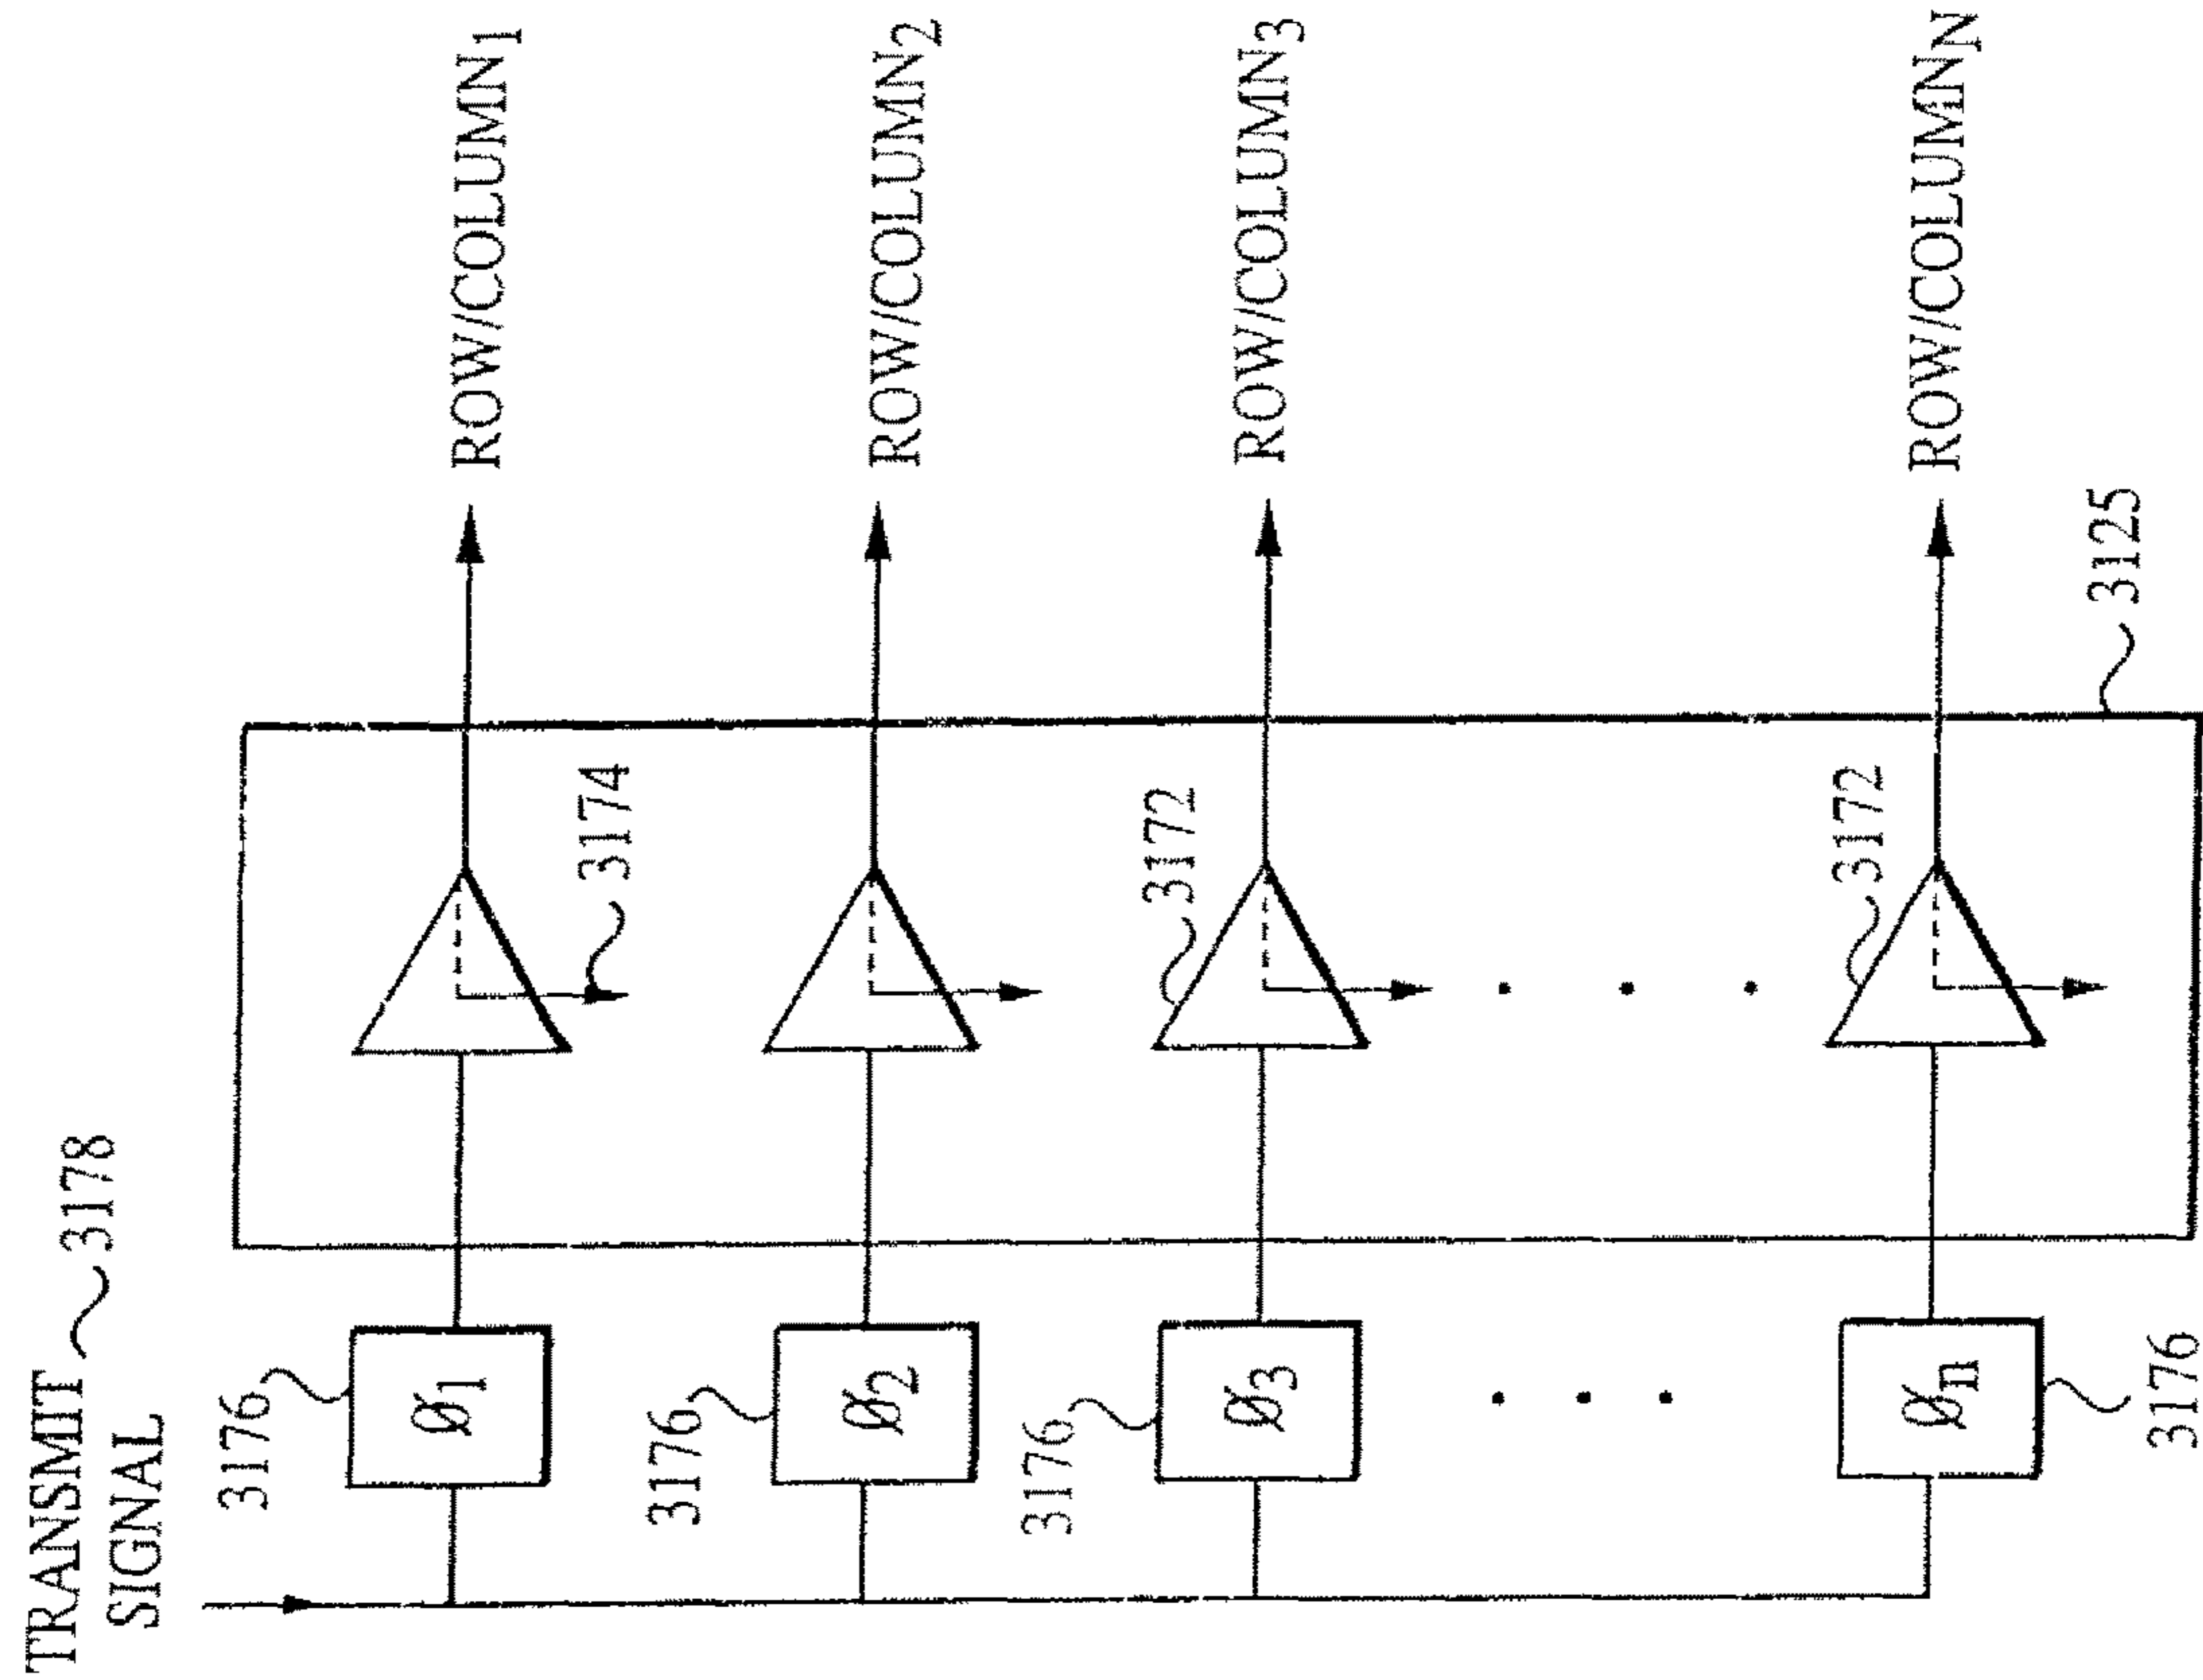 TRANSMIT
SIGNAL
3178
3176
Ø1
3174
ROW/COLUMN1
3176
Ø2
ROW/COLUMN2
3176
Ø3
3172
ROW/COLUMN3
3176
Øn
3172
ROW/COLUMNN
3125